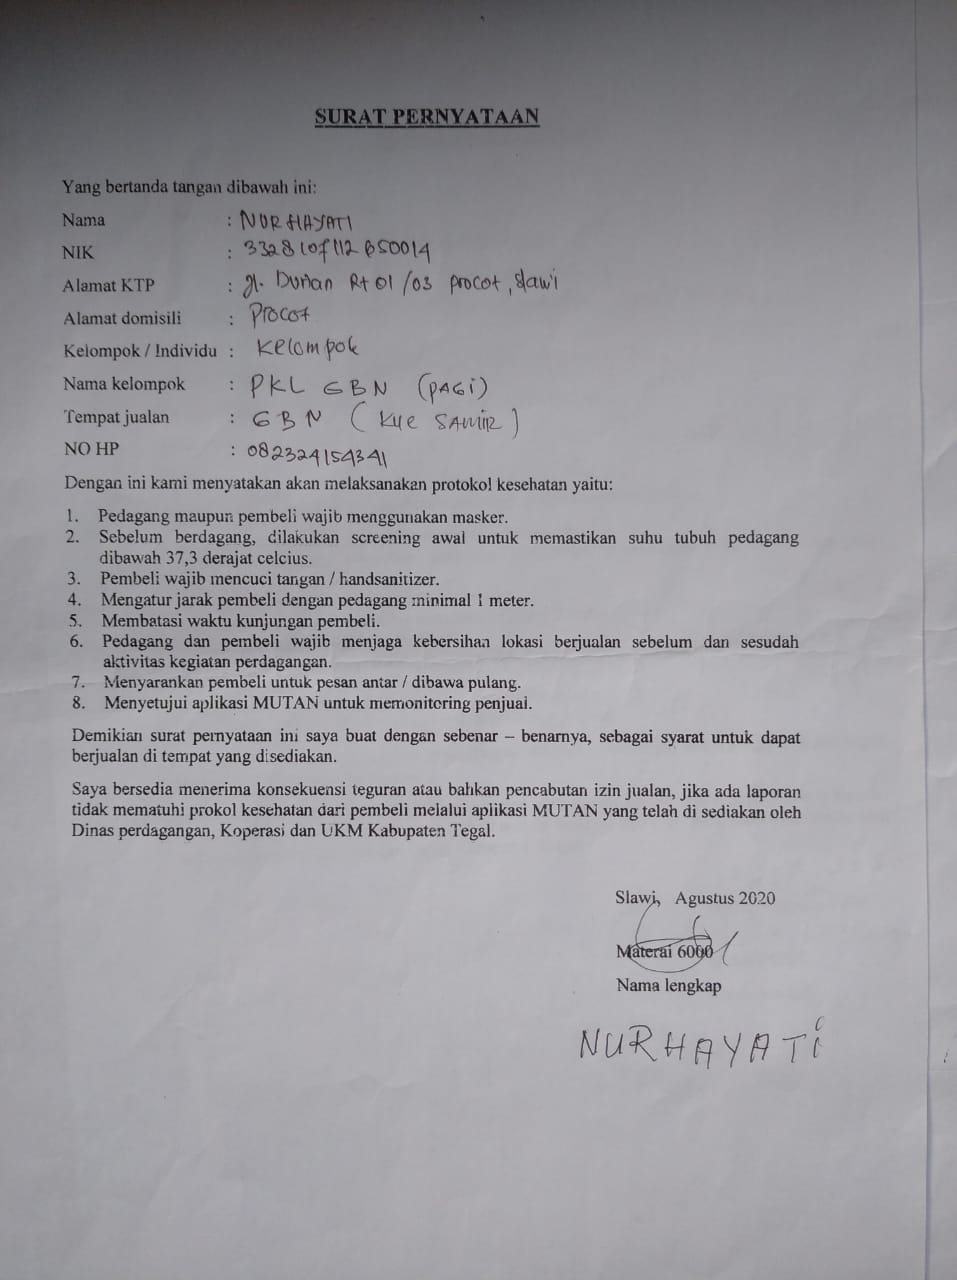 SURAT PERNYATAAN
Yang bertanda tangan dibawah ini:
Nama : NURHAYATI
NIK :
Alamat KTP : Jl. Durian Rt 01/03 procot, slawi
Alamat domisili : Procot
Kelompok / Individu : Kelompok
Nama kelompok : PKL GBN (PAGi)
Tempat jualan : GBN (KUE SAMIR)
NO HP : 082324154341
Dengan ini kami menyatakan akan melaksanakan protokol kesehatan yaitu:
1. Pedagang maupun pembeli wajib menggunakan masker.
2. Sebelum berdagang, dilakukan screening awal untuk memastikan suhu tubuh pedagang
dibawah 37,3 derajat celcius.
3. Pembeli wajib mencuci tangan / handsanitizer.
4. Mengatur jarak pembeli dengan pedagang minimal 1 meter.
5. Membatasi waktu kunjungan pembeli.
6. Pedagang dan pembeli wajib menjaga kebersihan lokasi berjualan sebelum dan sesudah
aktivitas kegiatan perdagangan.
7. Menyarankan pembeli untuk pesan antar / dibawa pulang.
8. Menyetujui aplikasi MUTAN untuk memonitering penjual.
Demikian surat pernyataan ini saya buat dengan sebenar – benarnya, sebagai syarat untuk dapat
berjualan di tempat yang disediakan.
Saya bersedia menerima konsekuensi teguran atau bahkan pencabutan izin jualan, jika ada laporan
tidak mematuhi prokol kesehatan dari pembeli melalui aplikasi MUTAN yang telah di sediakan oleh
Dinas perdagangan, Koperasi dan UKM Kabupaten Tegal.
Slawi, Agustus 2020
Materai 6000
Nama lengkap
NURHAYATi